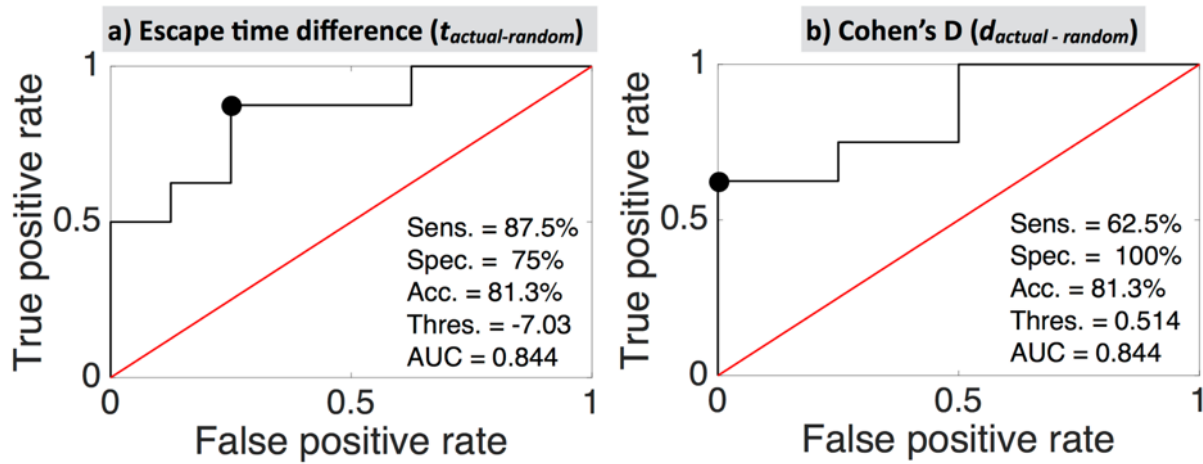 a) Escape time difference (tactual-random)
1
0.5
0
0
0.5
1
True positive rate
False positive rate
Sens. = 87.5%
Spec. = 75%
Acc. = 81.3%
Thres. = -7.03
AUC = 0.844
b) Cohen's D (dactual - random)
1
0.5
0
0
0.5
1
True positive rate
False positive rate
Sens. = 62.5%
Spec. = 100%
Acc. = 81.3%
Thres. = 0.514
AUC = 0.844